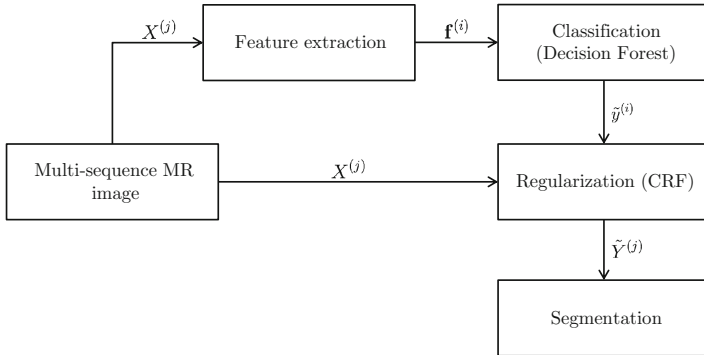 X^{(j)}
Feature extraction
f^{(i)}
Classification
(Decision Forest)
ỹ^{(i)}
Multi-sequence MR
image
X^{(j)}
Regularization (CRF)
Ỹ^{(j)}
Segmentation